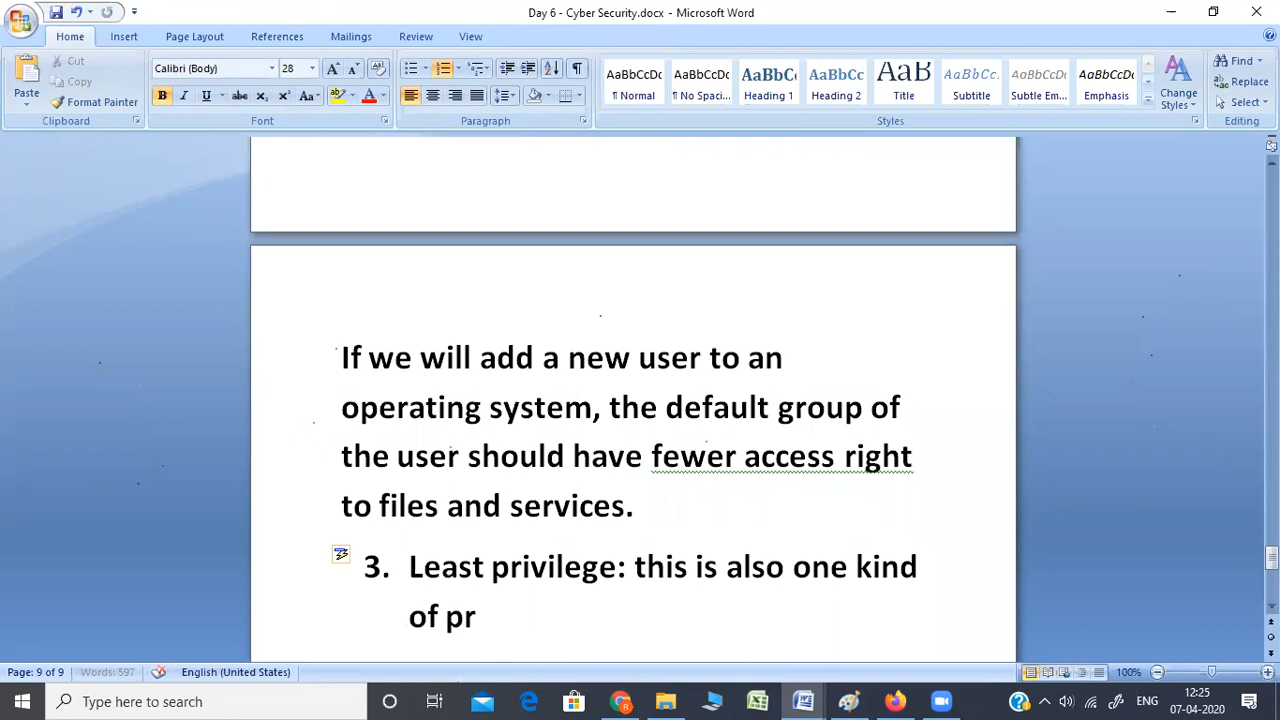 Day 6 - Cyber Security.docx - Microsoft Word
Home Insert Page Layout References Mailings Review View
Paste
Cut
Copy
Format Painter
Clipboard
Calibri (Body) 28
Font
Paragraph
AaBbCcDc AaBbCcDc AaBbCc AaBbCc AaB AaBbCcL AaBbCcDc AaBbCcDc
¶ Normal ¶ No Spaci... Heading 1 Heading 2 Title Subtitle Subtle Em... Emphasis
Styles
Change
Styles
Find
Replace
Select
Editing
If we will add a new user to an
operating system, the default group of
the user should have fewer access right
to files and services.
3. Least privilege: this is also one kind
of pr
Page: 9 of 9 Words: 597 English (United States) 100%
Type here to search
ENG
12:25
07-04-2020